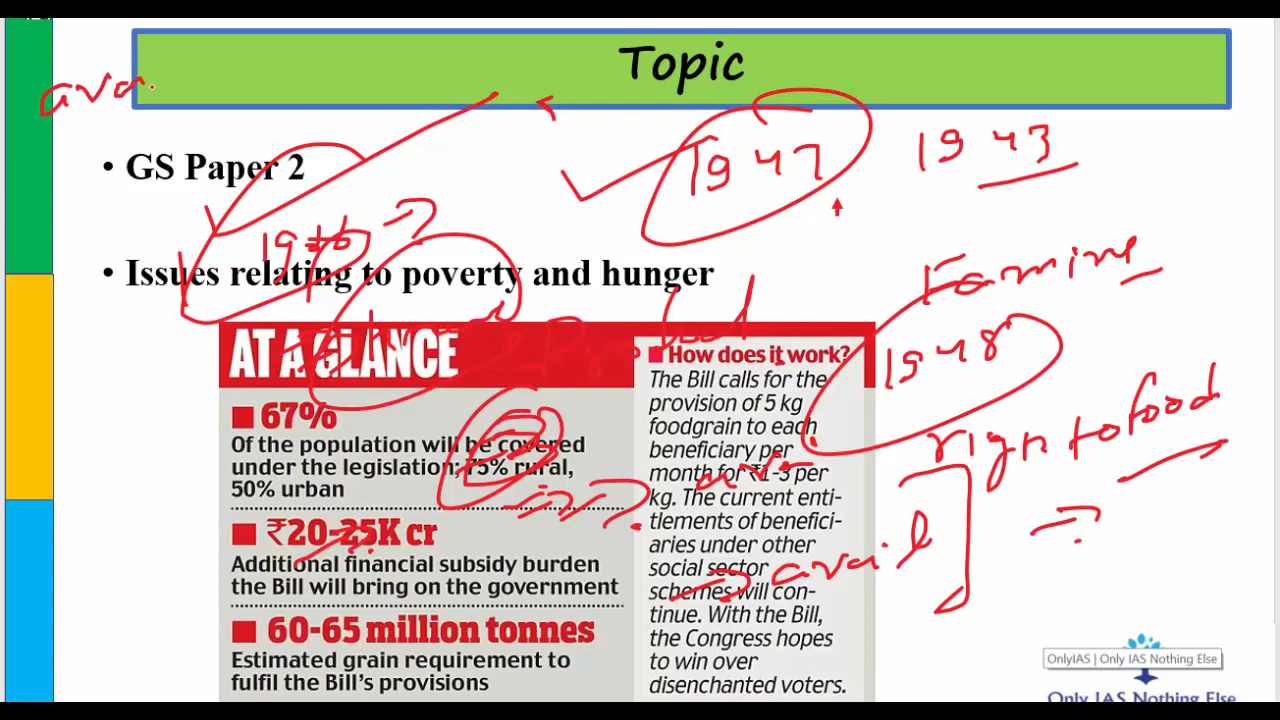 Topic
ava
• GS Paper 2
1947
1943
19
• Issues relating to poverty and hunger
Famine
1948
right to food
AT A GLANCE
■ 67%
Of the population will be covered
under the legislation; 75% rural,
50% urban
■ ₹20-25K cr
Additional financial subsidy burden
the Bill will bring on the government
■ 60-65 million tonnes
Estimated grain requirement to
fulfil the Bill's provisions
■ How does it work?
The Bill calls for the
provision of 5 kg
foodgrain to each
beneficiary per
month for ₹1-3 per
kg. The current enti-
tlements of benefici-
aries under other
social sector
schemes will con-
tinue. With the Bill,
the Congress hopes
to win over
disenchanted voters.
avail
OnlyIAS | Only IAS Nothing Else
Only IAS Nothing Else